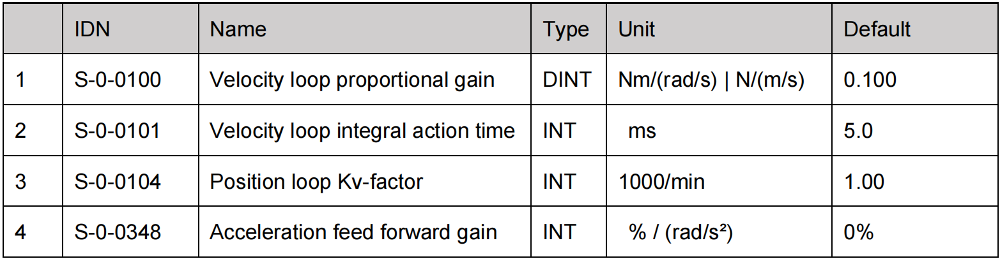 IDN Name Type Unit Default
1 S-0-0100 Velocity loop proportional gain DINT Nm/(rad/s) | N/(m/s) 0.100
2 S-0-0101 Velocity loop integral action time INT ms 5.0
3 S-0-0104 Position loop Kv-factor INT 1000/min 1.00
4 S-0-0348 Acceleration feed forward gain INT % / (rad/s²) 0%